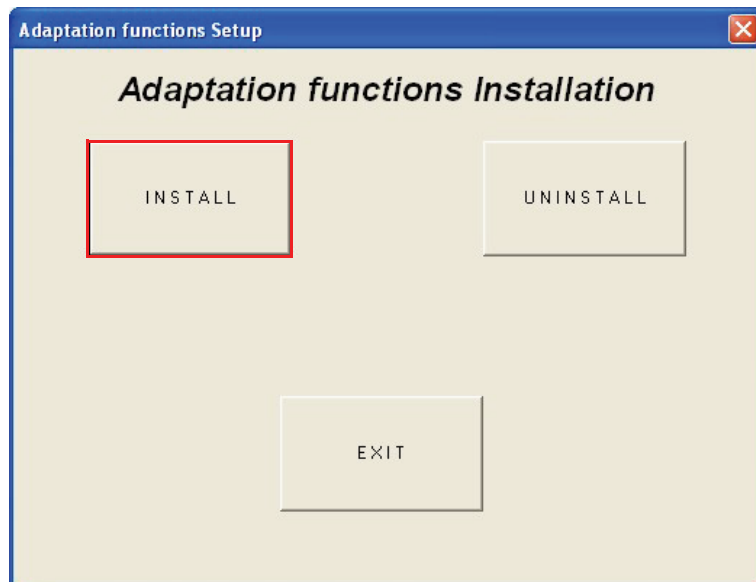 Adaptation functions Setup
Adaptation functions Installation
INSTALL
UNINSTALL
EXIT